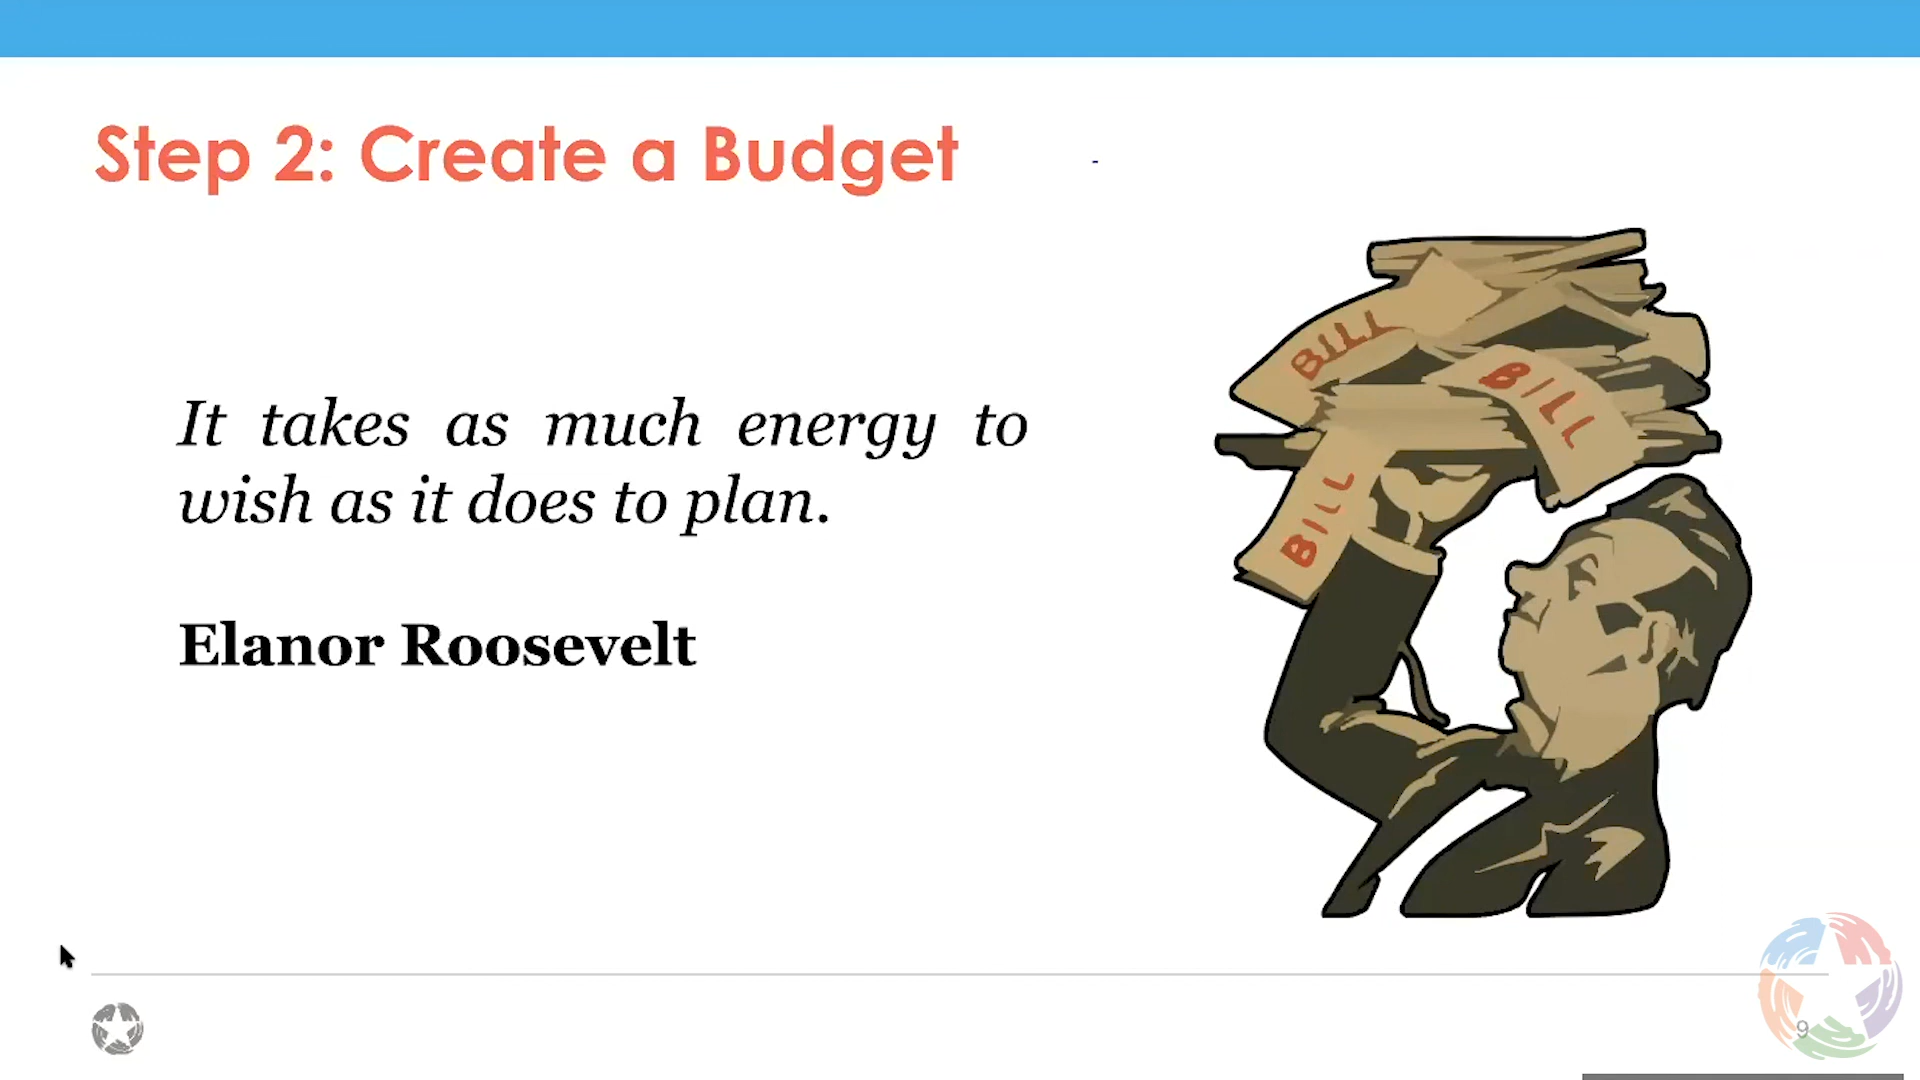 Step 2: Create a Budget
-
It takes as much energy to
wish as it does to plan.
Elanor Roosevelt
BILL
BILL
BILL
9